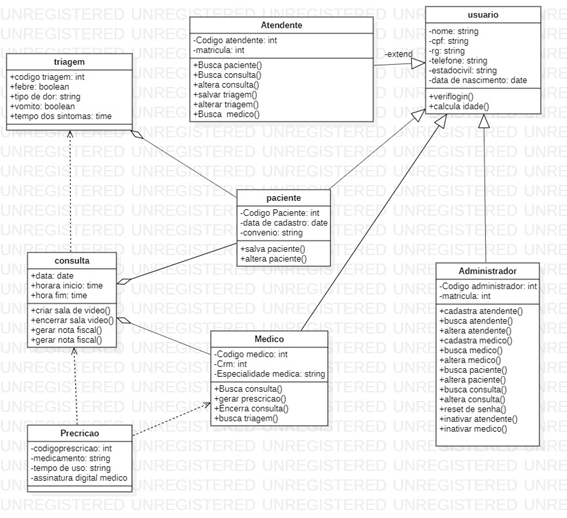 UNREGISTERED UNREGISTERED UNREGISTERED UNREGISTERED UNREGISTERED
Atendente
-Codigo atendente: int
-matricula: int
+Busca paciente()
+Busca consulta()
+altera consulta()
+salvar triagem()
+alterar triagem()
+Busca medico()
-extend
usuario
-nome: string
-cpf: string
-rg: string
-telefone: string
-estadocivil: string
-data de nascimento: date
+veriflogin()
+calcula idade()
triagem
+codigo triagem: int
+febre: boolean
+tipo de dor: string
+vomito: boolean
+tempo dos sintomas: time
paciente
-Codigo Paciente: int
-data de cadastro: date
-convenio: string
+salva paciente()
+altera paciente()
consulta
+data: date
+horara inicio: time
+hora fim: time
+criar sala de video()
+encerrar sala video()
+gerar nota fiscal()
+gerar nota fiscal()
Medico
-Codigo medico: int
-Crm: int
-Especialidade medica: string
+Busca consulta()
+gerar prescricao()
+Encerra consulta()
+busca triagem()
Administrador
-Codigo administrador: int
-matricula: int
+cadastra atendente()
+busca atendente()
+altera atendente()
+cadastra medico()
+busca medico()
+altera medico()
+busca paciente()
+altera paciente()
+busca consulta()
+altera consulta()
+reset de senha()
+inativar atendente()
+inativar medico()
Precricao
-codigoprescricao: int
-medicamento: string
-tempo de uso: string
-assinatura digital medico